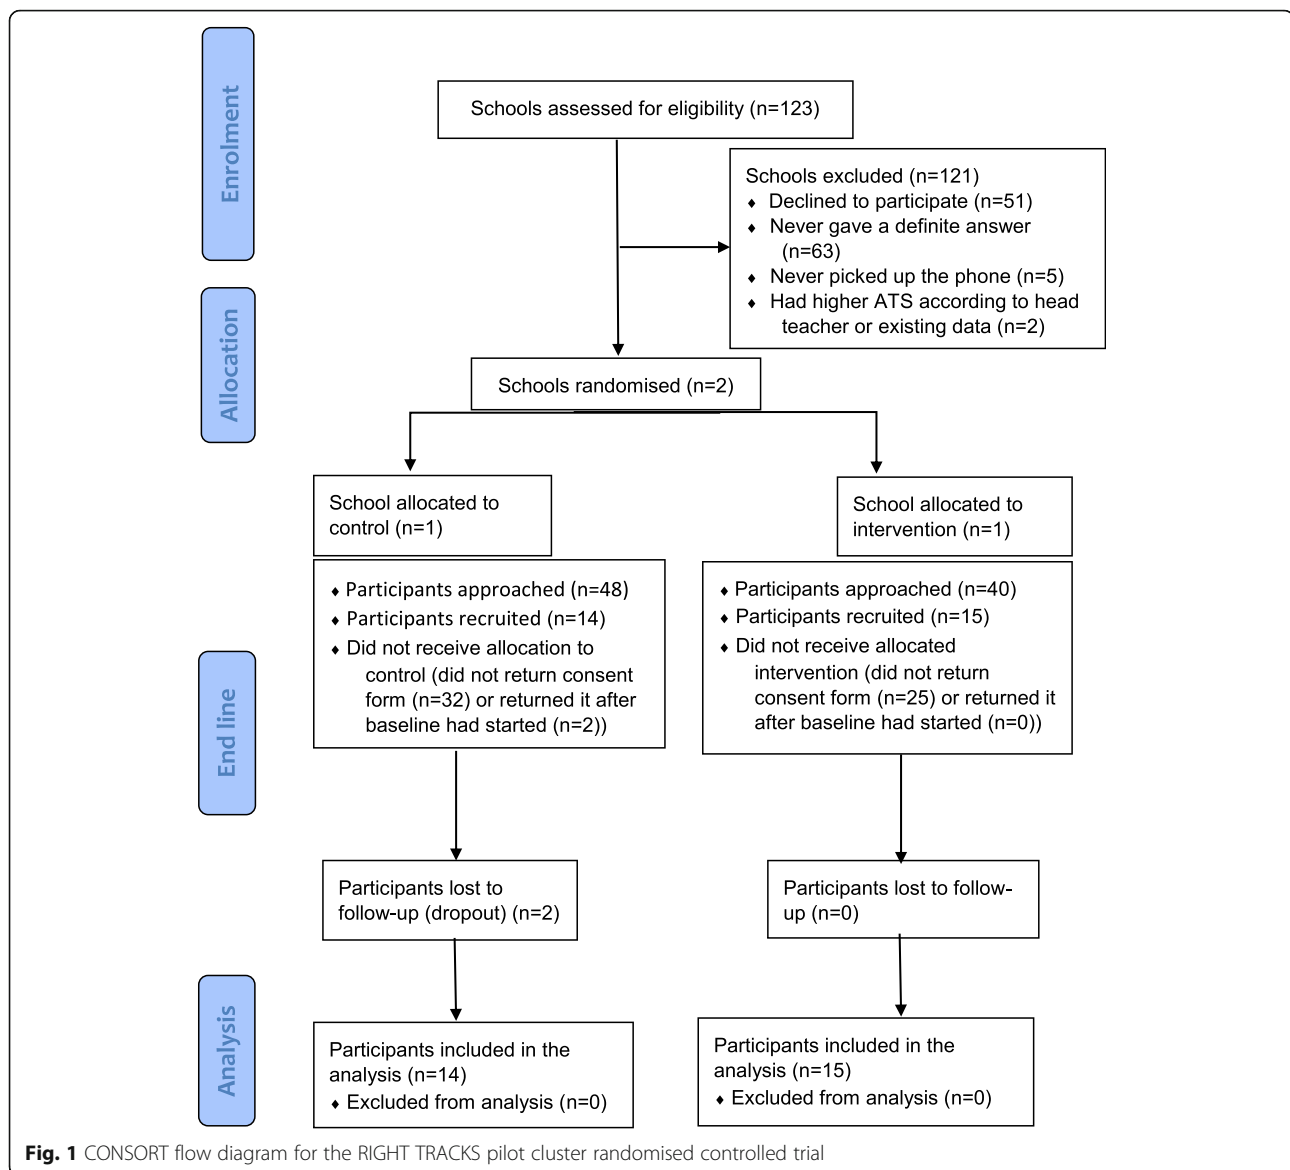 Enrolment
Schools assessed for eligibility (n=123)
Schools excluded (n=121)
♦ Declined to participate (n=51)
♦ Never gave a definite answer
(n=63)
♦ Never picked up the phone (n=5)
♦ Had higher ATS according to head
teacher or existing data (n=2)
Allocation
Schools randomised (n=2)
School allocated to
control (n=1)
School allocated to
intervention (n=1)
♦ Participants approached (n=48)
♦ Participants recruited (n=14)
♦ Did not receive allocation to
control (did not return consent
form (n=32) or returned it after
baseline had started (n=2))
♦ Participants approached (n=40)
♦ Participants recruited (n=15)
♦ Did not receive allocated
intervention (did not return
consent form (n=25) or returned it
after baseline had started (n=0))
End line
Participants lost to
follow-up (dropout) (n=2)
Participants lost to follow-
up (n=0)
Analysis
Participants included in the
analysis (n=14)
♦ Excluded from analysis (n=0)
Participants included in the
analysis (n=15)
♦ Excluded from analysis (n=0)
Fig. 1 CONSORT flow diagram for the RIGHT TRACKS pilot cluster randomised controlled trial